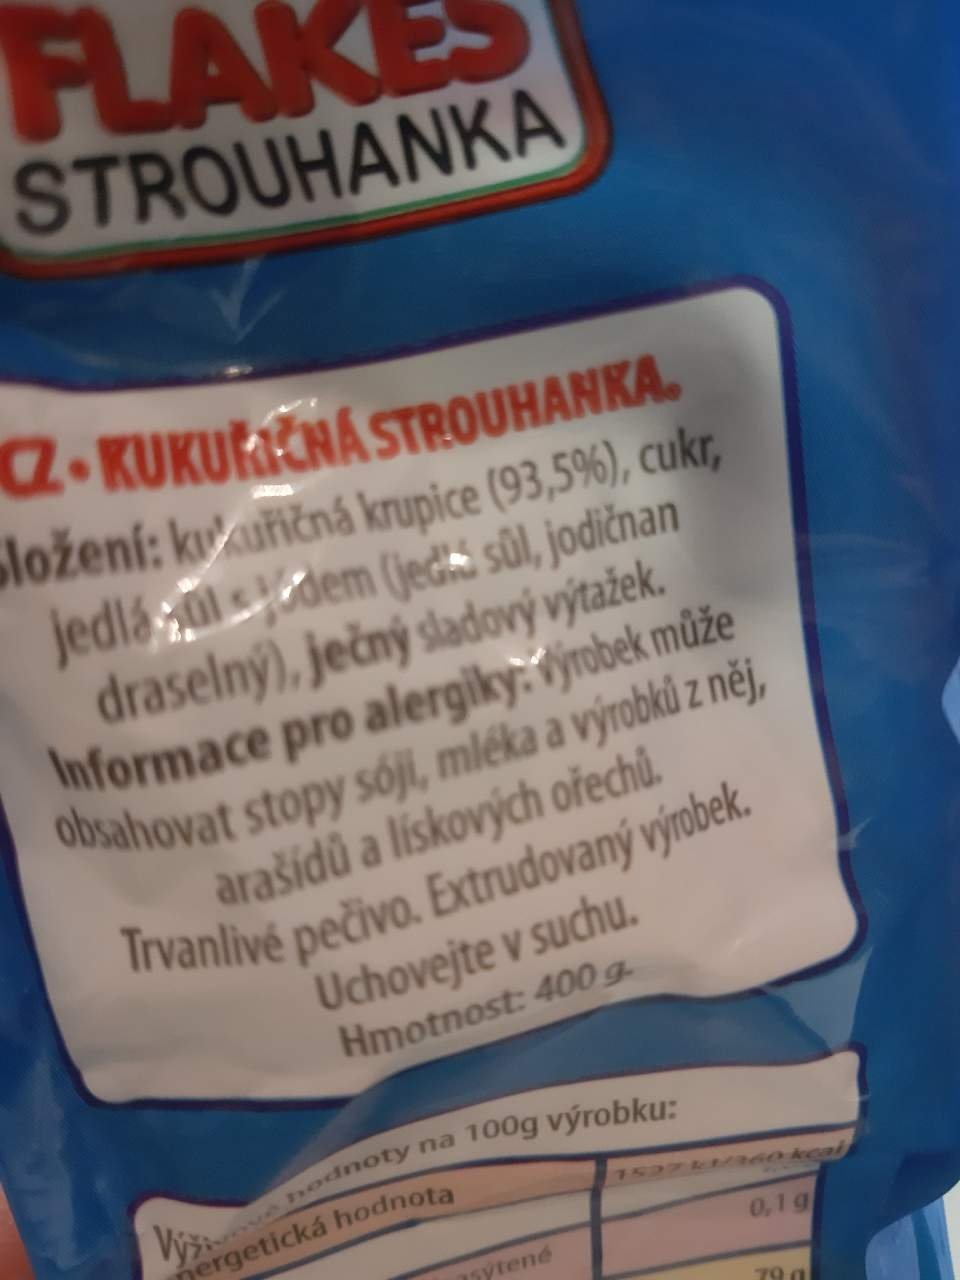 FLAKES
STROUHANKA
CZ • KUKUŘIČNÁ STROUHANKA.
Složení: kukuřičná krupice (93,5%), cukr,
jedlá sůl s jódem (jedlá sůl, jodičnan
draselný), ječný sladový výtažek.
Informace pro alergiky: Výrobek může
obsahovat stopy sóji, mléka a výrobků z něj,
arašídů a lískových ořechů.
Trvanlivé pečivo. Extrudovaný výrobek.
Uchovejte v suchu.
Hmotnost: 400 g.
hodnoty na 100g výrobku:
energetická hodnota
0,1 g
79 g